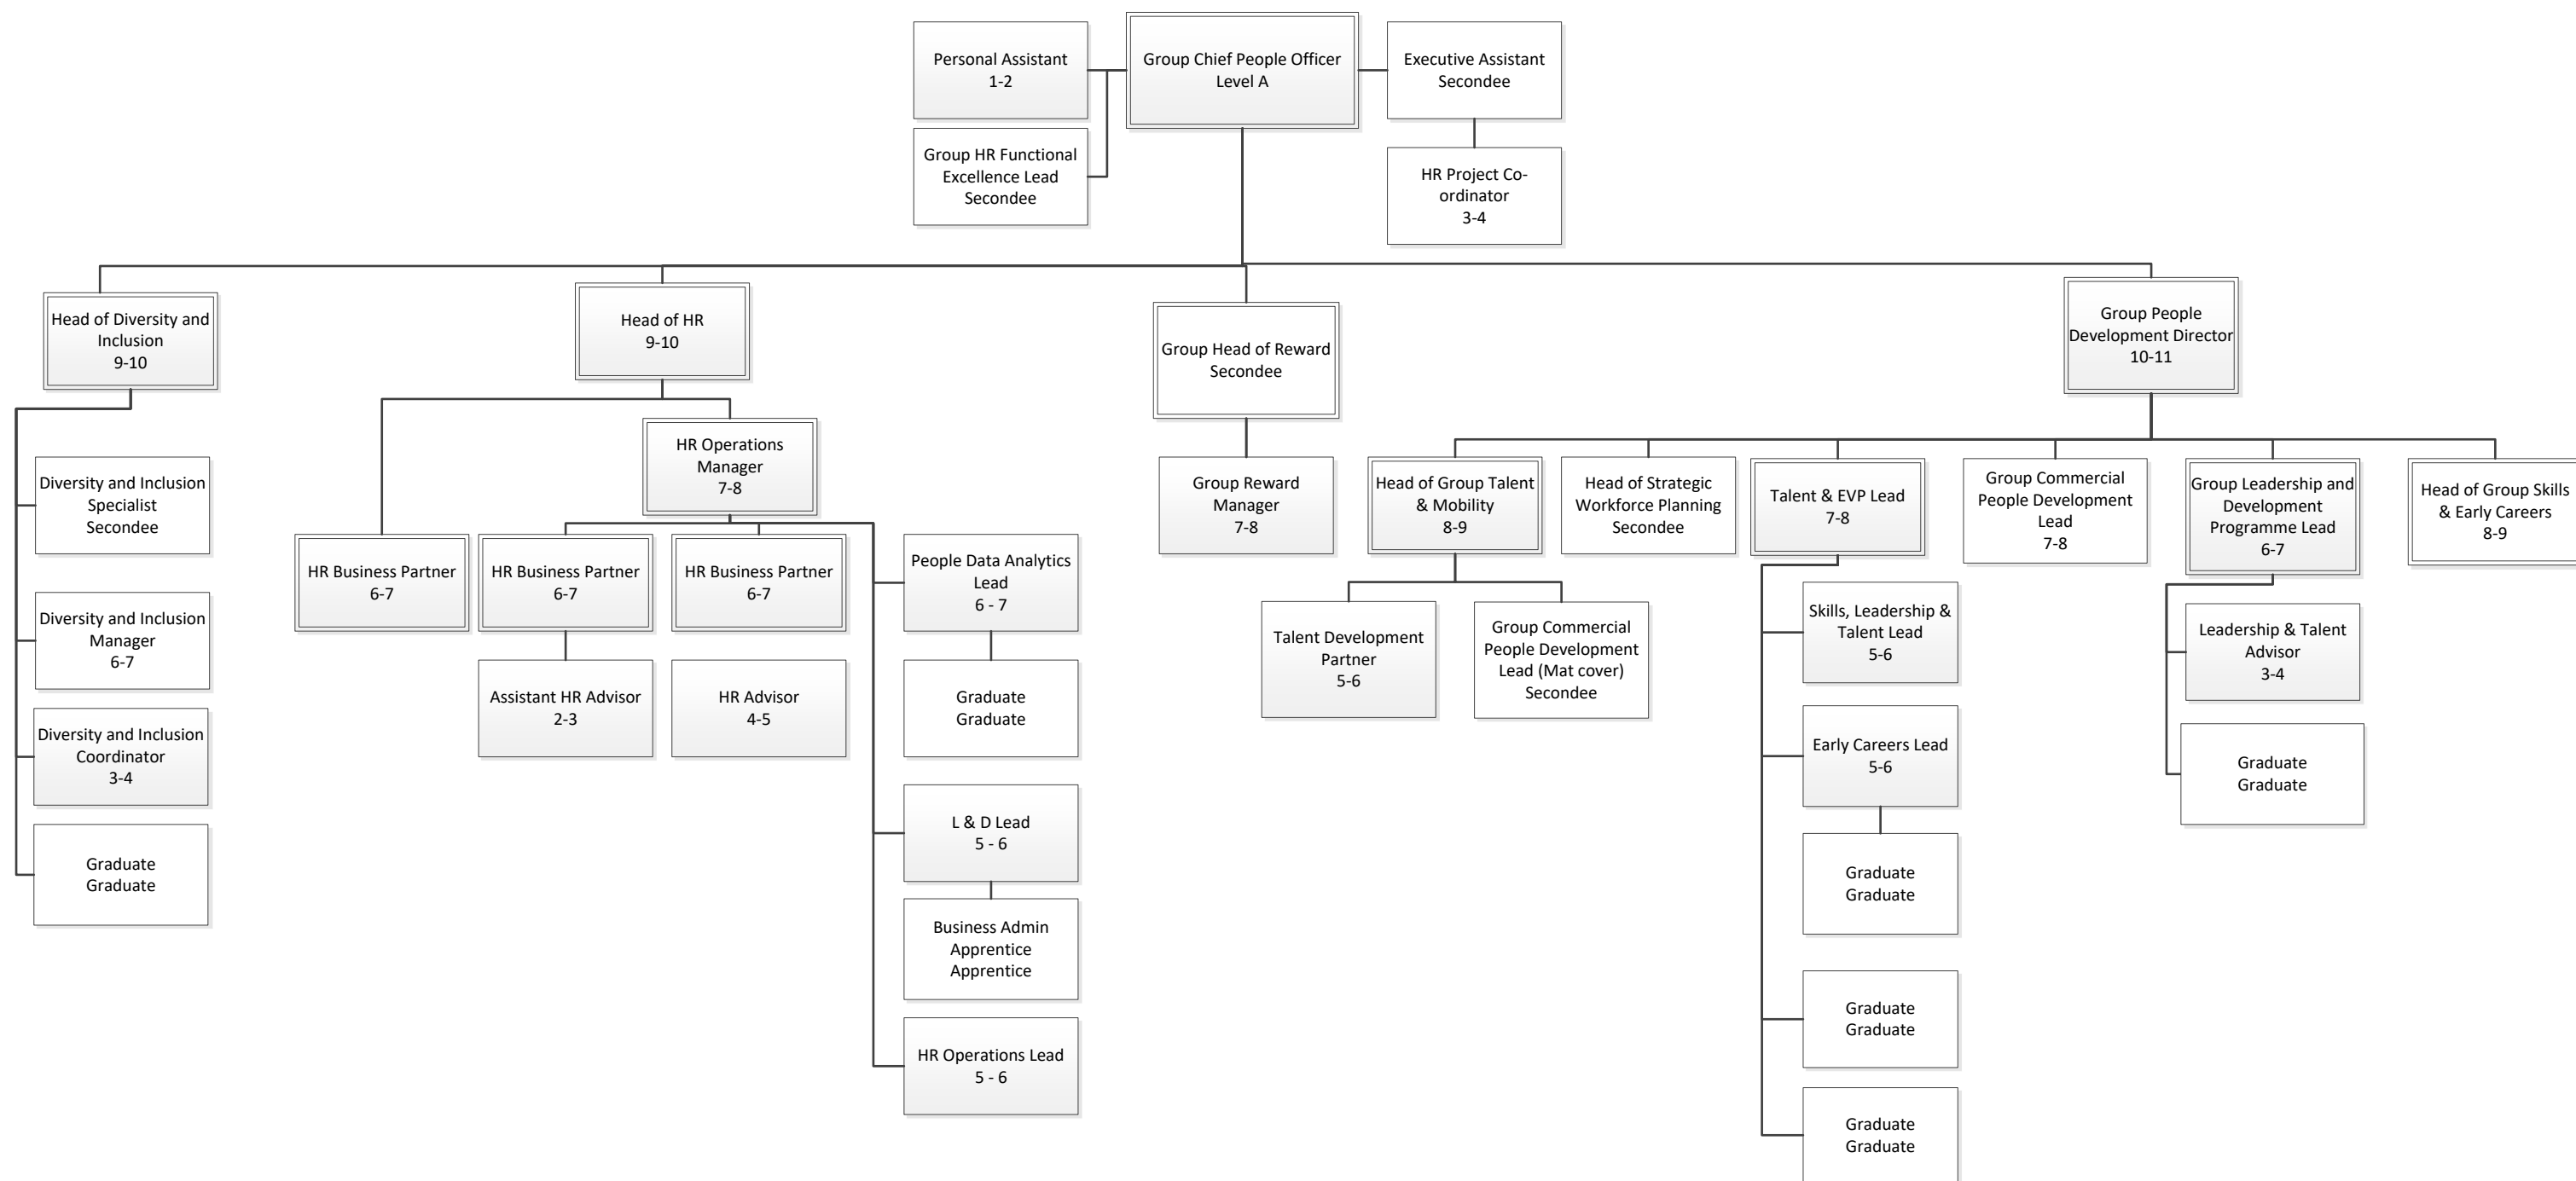 Personal Assistant
1-2
Group Chief People Officer
Level A
Executive Assistant
Secondee
Group HR Functional
Excellence Lead
Secondee
HR Project Co-
ordinator
3-4
Head of Diversity and
Inclusion
9-10
Head of HR
9-10
Group Head of Reward
Secondee
Group People
Development Director
10-11
Diversity and Inclusion
Specialist
Secondee
Diversity and Inclusion
Manager
6-7
Diversity and Inclusion
Coordinator
3-4
Graduate
Graduate
HR Operations
Manager
7-8
HR Business Partner
6-7
HR Business Partner
6-7
HR Business Partner
6-7
Assistant HR Advisor
2-3
HR Advisor
4-5
People Data Analytics
Lead
6 - 7
Graduate
Graduate
L & D Lead
5 - 6
Business Admin
Apprentice
Apprentice
HR Operations Lead
5 - 6
Group Reward
Manager
7-8
Head of Group Talent
& Mobility
8-9
Head of Strategic
Workforce Planning
Secondee
Talent & EVP Lead
7-8
Group Commercial
People Development
Lead
7-8
Group Leadership and
Development
Programme Lead
6-7
Head of Group Skills
& Early Careers
8-9
Talent Development
Partner
5-6
Group Commercial
People Development
Lead (Mat cover)
Secondee
Skills, Leadership &
Talent Lead
5-6
Early Careers Lead
5-6
Graduate
Graduate
Graduate
Graduate
Graduate
Graduate
Leadership & Talent
Advisor
3-4
Graduate
Graduate